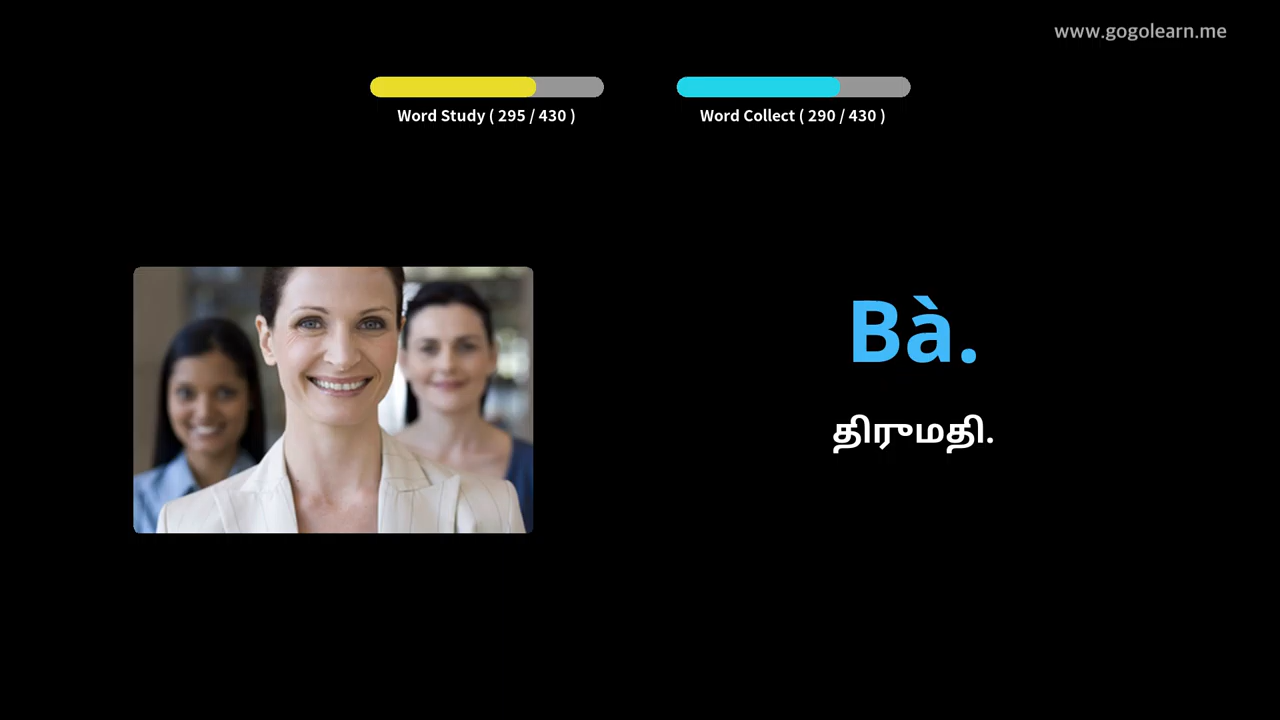 www.gogolearn.me
Word Study ( 295 / 430 )
Word Collect ( 290 / 430 )
Bà.
திருமதி.